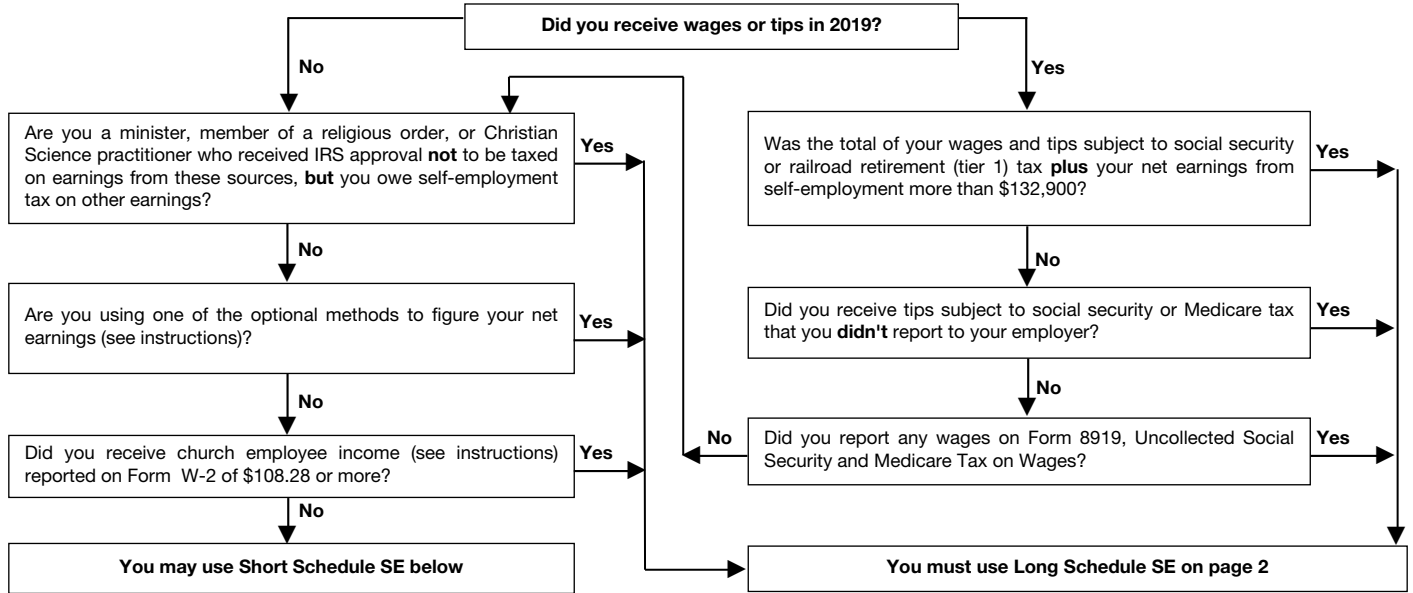 Did you receive wages or tips in 2019?
No
Yes
Are you a minister, member of a religious order, or Christian
Science practitioner who received IRS approval not to be taxed
on earnings from these sources, but you owe self-employment
tax on other earnings?
Yes
Was the total of your wages and tips subject to social security
or railroad retirement (tier 1) tax plus your net earnings from
self-employment more than $132,900?
Yes
No
No
Are you using one of the optional methods to figure your net
earnings (see instructions)?
Yes
Did you receive tips subject to social security or Medicare tax
that you didn't report to your employer?
Yes
No
No
Did you receive church employee income (see instructions)
reported on Form W-2 of $108.28 or more?
Yes
No
Did you report any wages on Form 8919, Uncollected Social
Security and Medicare Tax on Wages?
Yes
No
You may use Short Schedule SE below
You must use Long Schedule SE on page 2